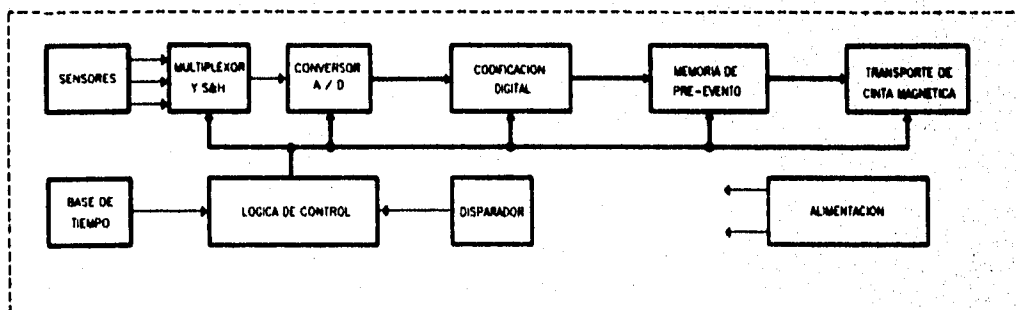 SENSORES
MULTIPLEXOR
Y S&H
CONVERSOR
A / D
CODIFICACION
DIGITAL
MEMORIA DE
PRE-EVENTO
TRANSPORTE DE
CINTA MAGNETICA
BASE DE
TIEMPO
LOGICA DE CONTROL
DISPARADOR
ALIMENTACION